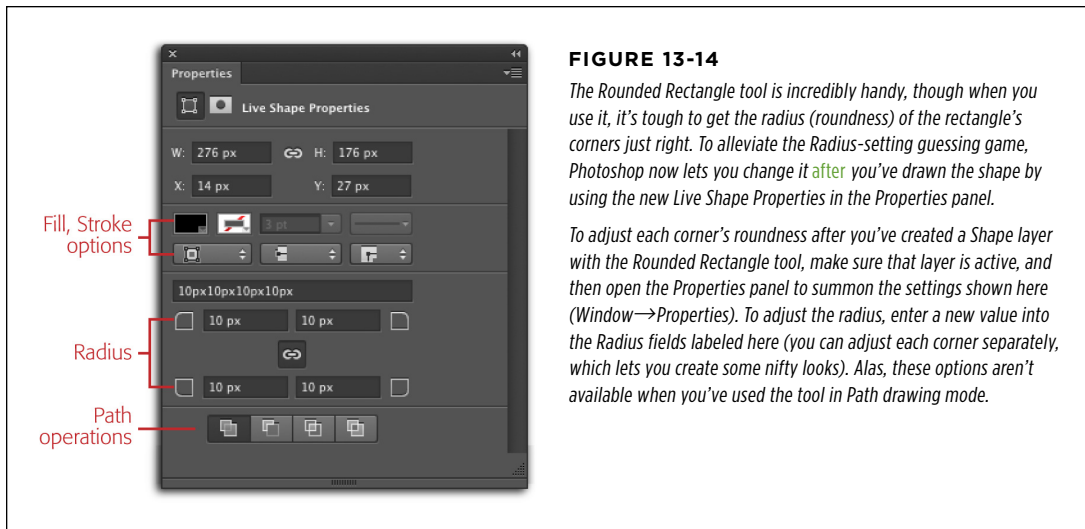 Properties
Live Shape Properties
W: 276 px
H: 176 px
X: 14 px
Y: 27 px
Fill, Stroke
options
3 pt
10px10px10px10px
Radius
10 px
10 px
10 px
10 px
Path
operations
FIGURE 13-14
The Rounded Rectangle tool is incredibly handy, though when you
use it, it’s tough to get the radius (roundness) of the rectangle’s
corners just right. To alleviate the Radius-setting guessing game,
Photoshop now lets you change it after you’ve drawn the shape by
using the new Live Shape Properties in the Properties panel.
To adjust each corner’s roundness after you’ve created a Shape layer
with the Rounded Rectangle tool, make sure that layer is active, and
then open the Properties panel to summon the settings shown here
(Window→Properties). To adjust the radius, enter a new value into
the Radius fields labeled here (you can adjust each corner separately,
which lets you create some nifty looks). Alas, these options aren’t
available when you’ve used the tool in Path drawing mode.